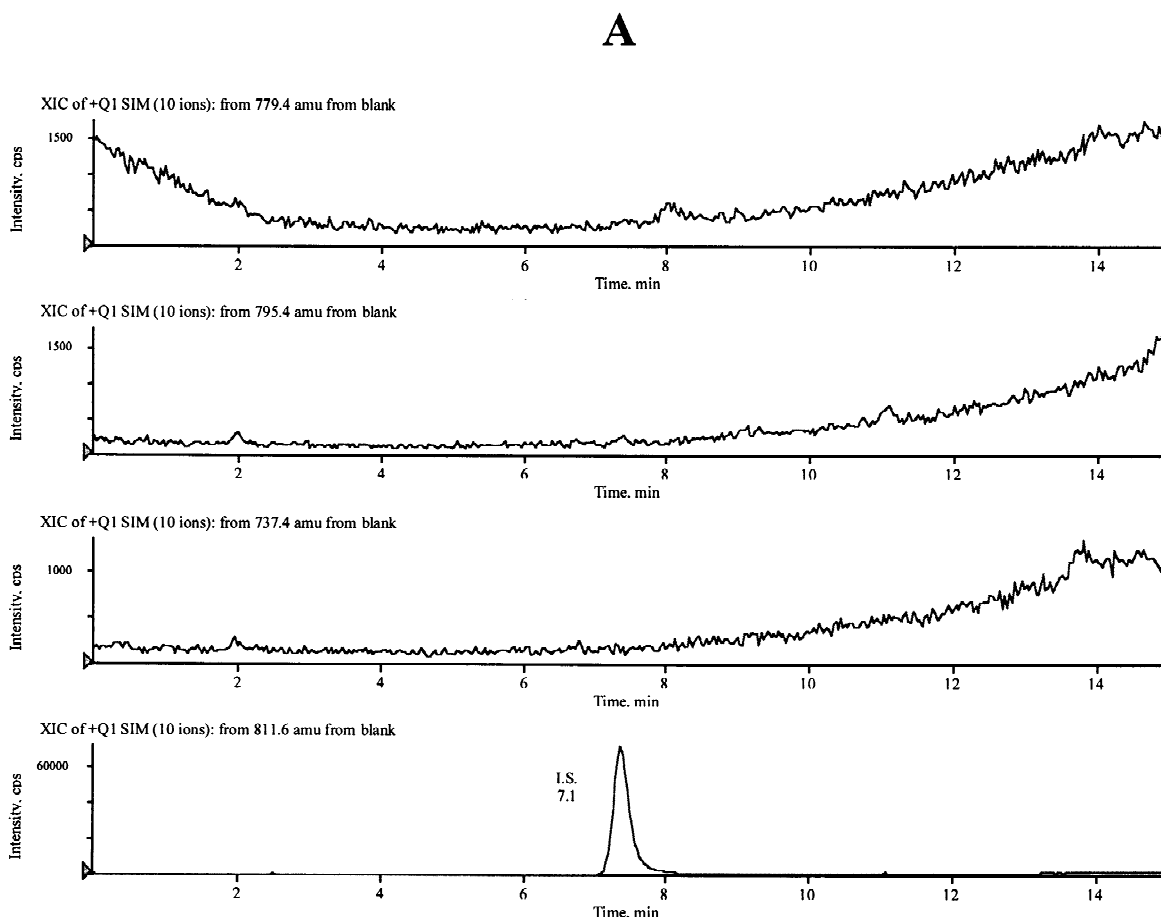 A
XIC of +Q1 SIM (10 ions): from 779.4 amu from blank
1500
Intensity, cps
2 4 6 8 10 12 14
Time, min
XIC of +Q1 SIM (10 ions): from 795.4 amu from blank
1500
Intensity, cps
2 4 6 8 10 12 14
Time, min
XIC of +Q1 SIM (10 ions): from 737.4 amu from blank
1000
Intensity, cps
2 4 6 8 10 12 14
Time, min
XIC of +Q1 SIM (10 ions): from 811.6 amu from blank
60000
I.S.
7.1
Intensity, cps
2 4 6 8 10 12 14
Time, min